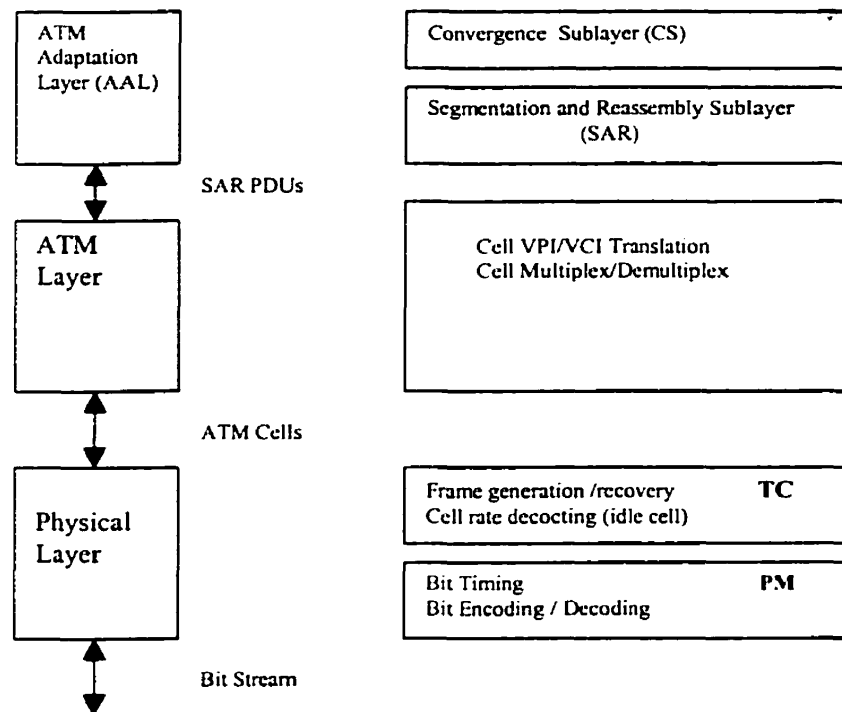 ATM
Adaptation
Layer (AAL)
Convergence Sublayer (CS)
Segmentation and Reassembly Sublayer
(SAR)
SAR PDUs
ATM
Layer
Cell VPI/VCI Translation
Cell Multiplex/Demultiplex
ATM Cells
Physical
Layer
Frame generation /recovery TC
Cell rate decocting (idle cell)
Bit Timing PM
Bit Encoding / Decoding
Bit Stream